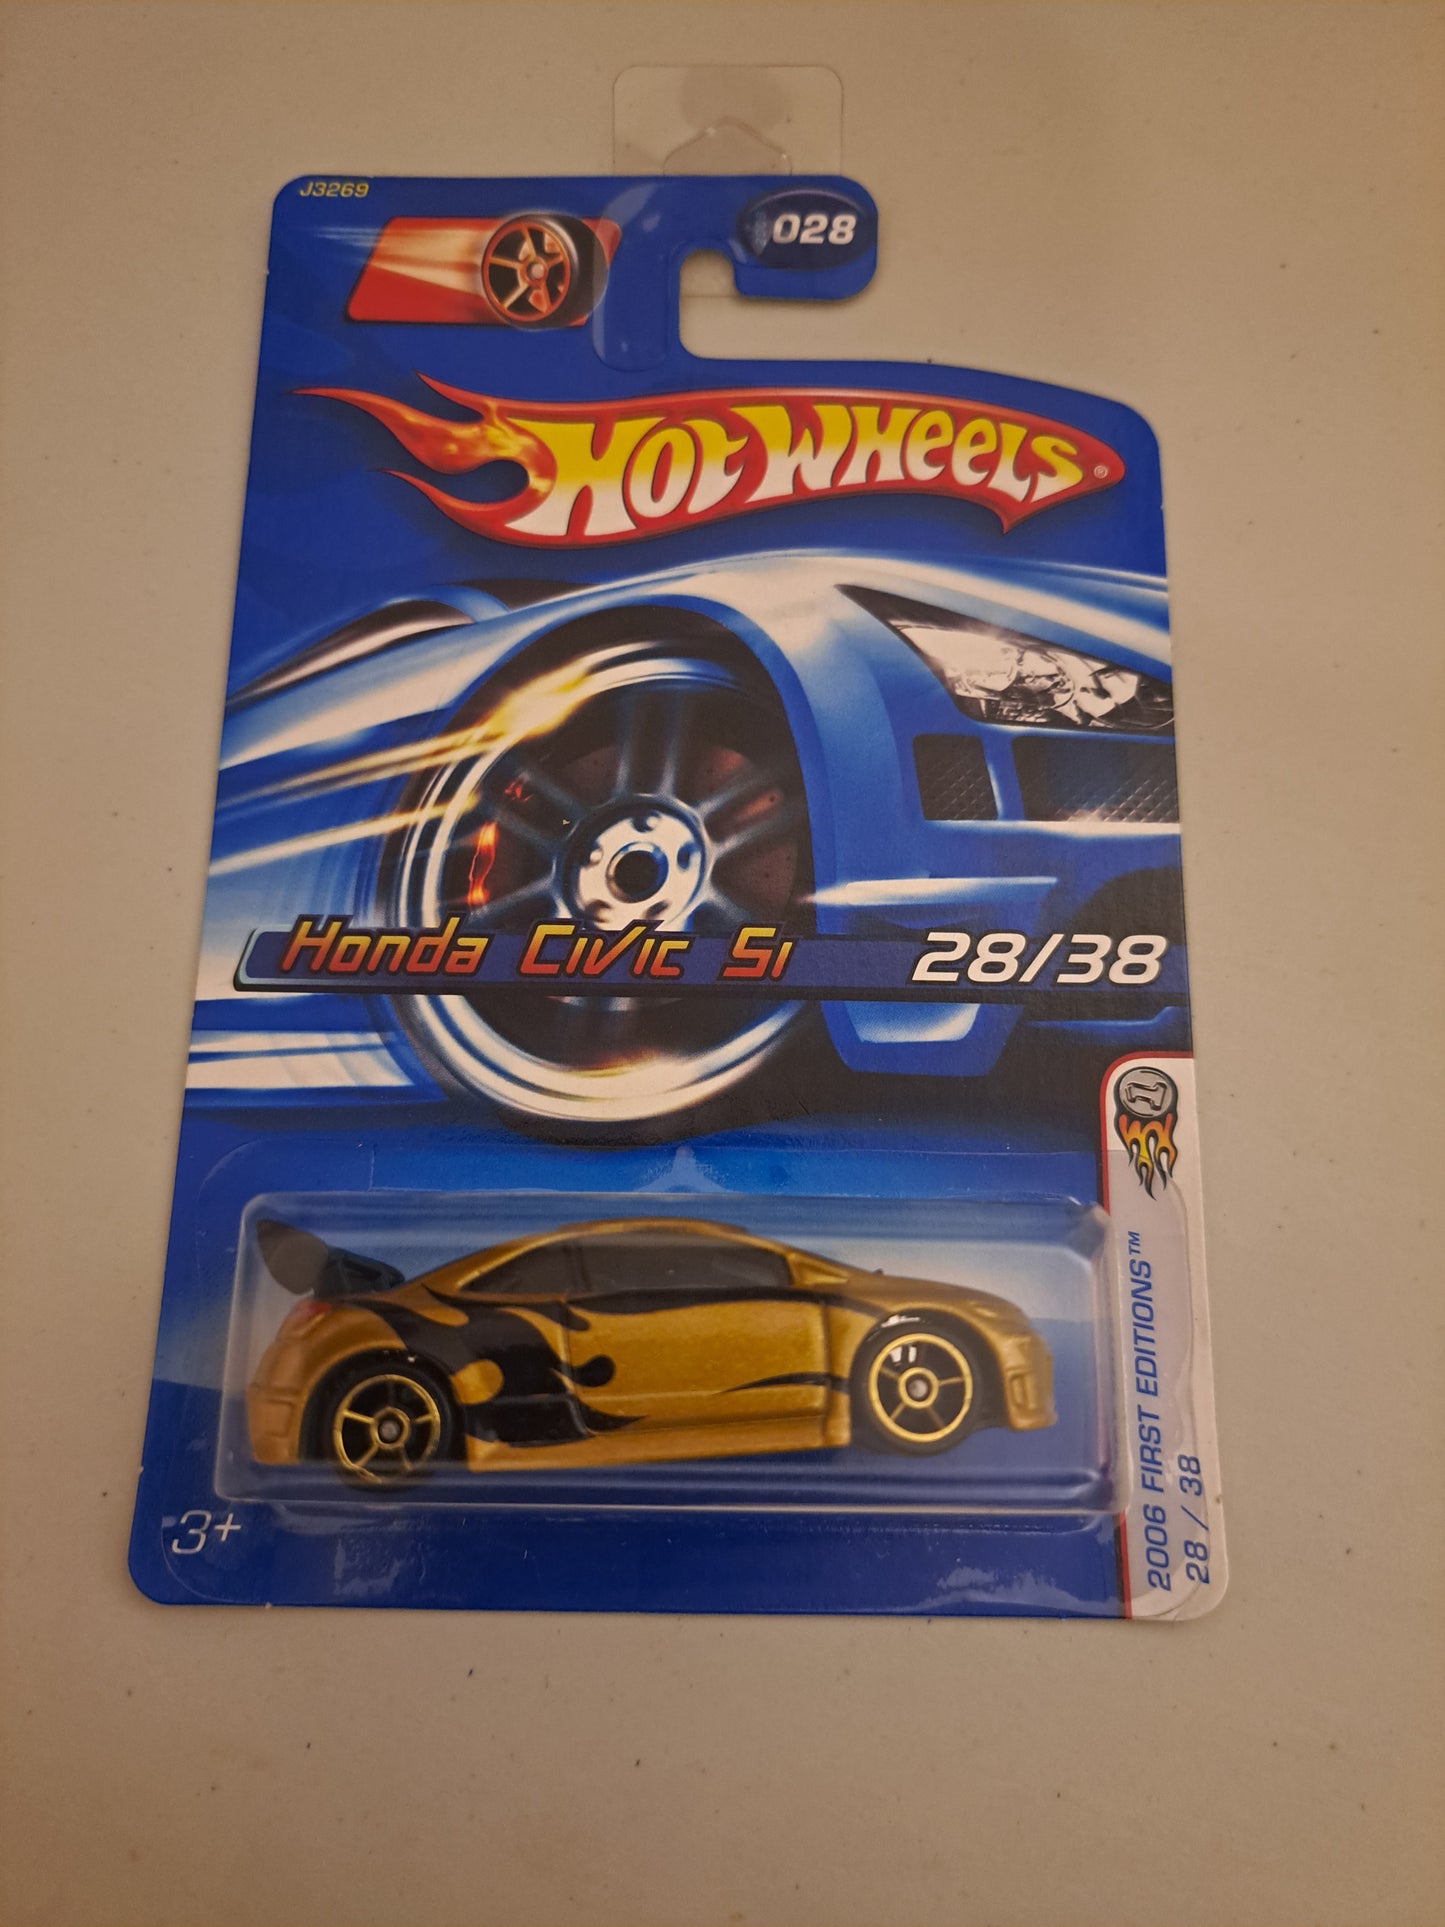 J3269
028
Hot Wheels®
Honda Civic Si 28/38
2006 FIRST EDITIONS™
28 / 38
3+